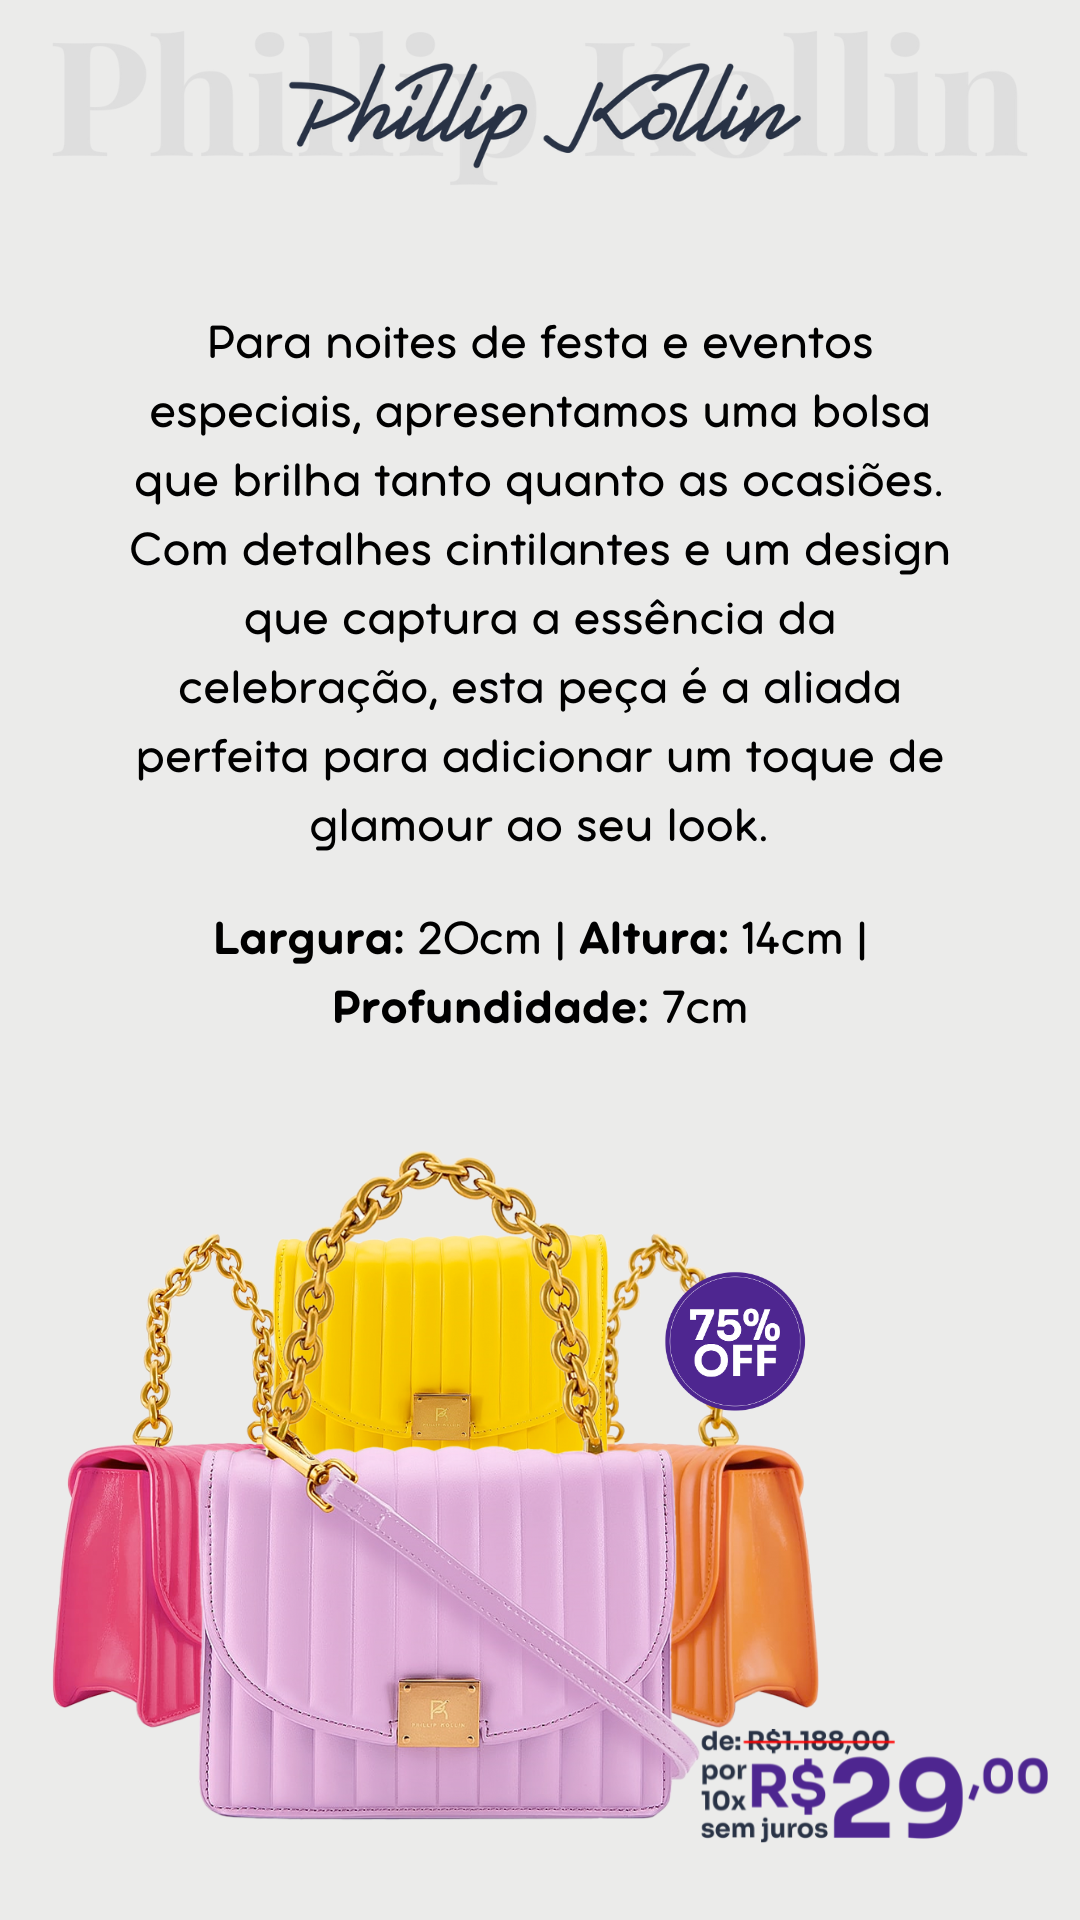 Phillip Kollin
Phillip Kollin
Para noites de festa e eventos
especiais, apresentamos uma bolsa
que brilha tanto quanto as ocasiões.
Com detalhes cintilantes e um design
que captura a essência da
celebração, esta peça é a aliada
perfeita para adicionar um toque de
glamour ao seu look.
Largura: 20cm | Altura: 14cm |
Profundidade: 7cm
75%
OFF
PHILLIP KOLLIN
de: R$1.188,00
por
10x
sem juros
R$29,00